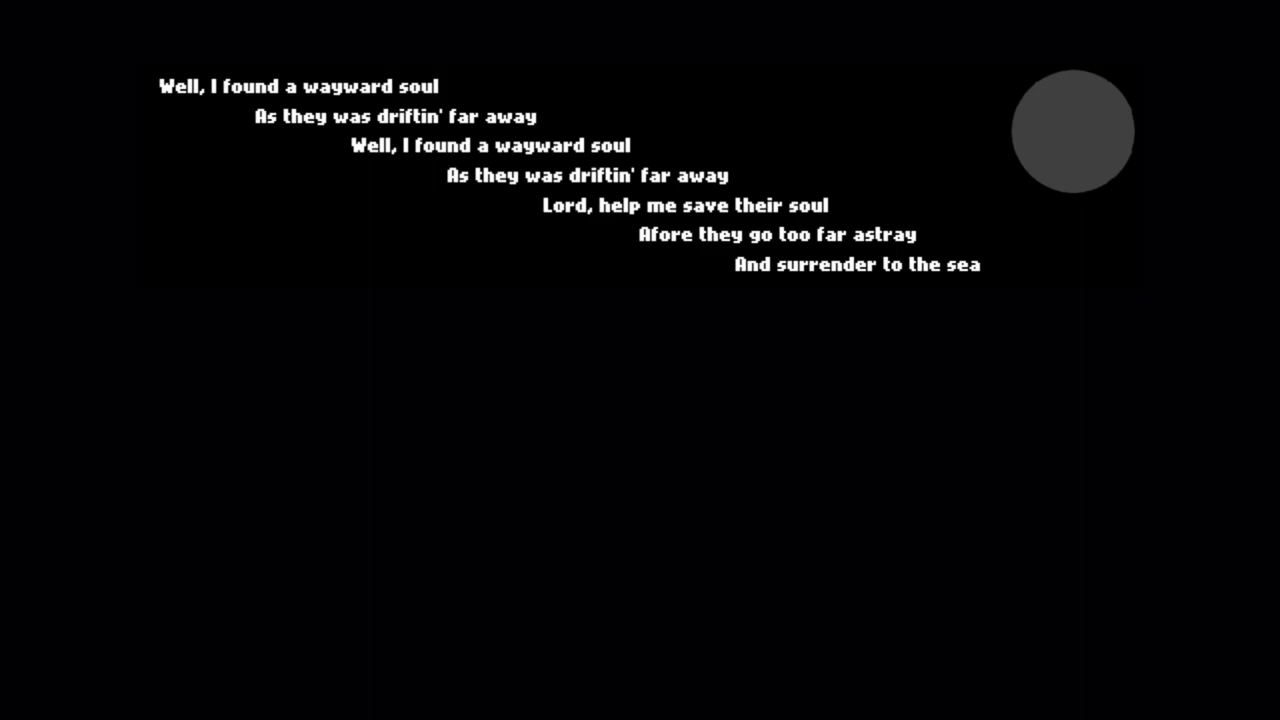 Well, I found a wayward soul
As they was driftin' far away
Well, I found a wayward soul
As they was driftin' far away
Lord, help me save their soul
Afore they go too far astray
And surrender to the sea